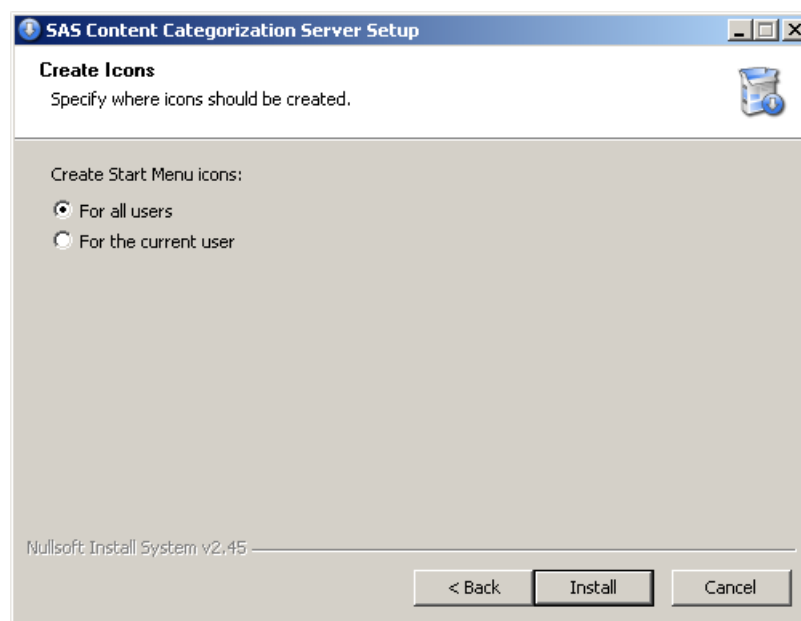 SAS Content Categorization Server Setup
Create Icons
Specify where icons should be created.
Create Start Menu icons:
For all users
For the current user
Nullsoft Install System v2.45
< Back
Install
Cancel